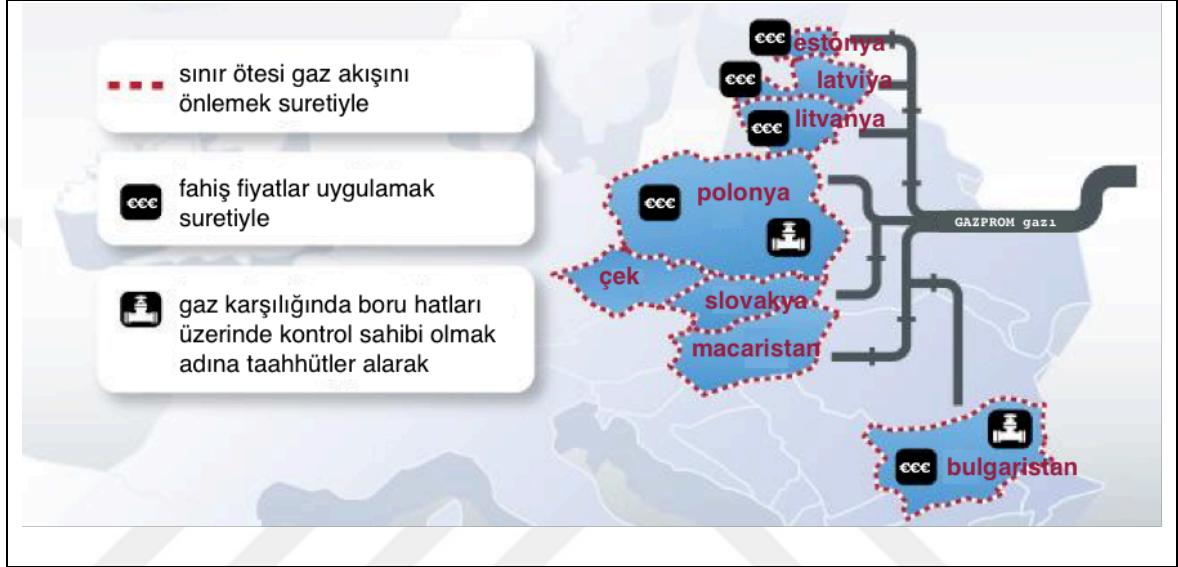 sınır ötesi gaz akışını
önlemek suretiyle
€€€
fahiş fiyatlar uygulamak
suretiyle
gaz karşılığında boru hatları
üzerinde kontrol sahibi olmak
adına taahhütler alarak
€€€ estonya
€€€ latviya
€€€ litvanya
€€€ polonya
GAZPROM gazı
çek
slovakya
macaristan
€€€ bulgaristan